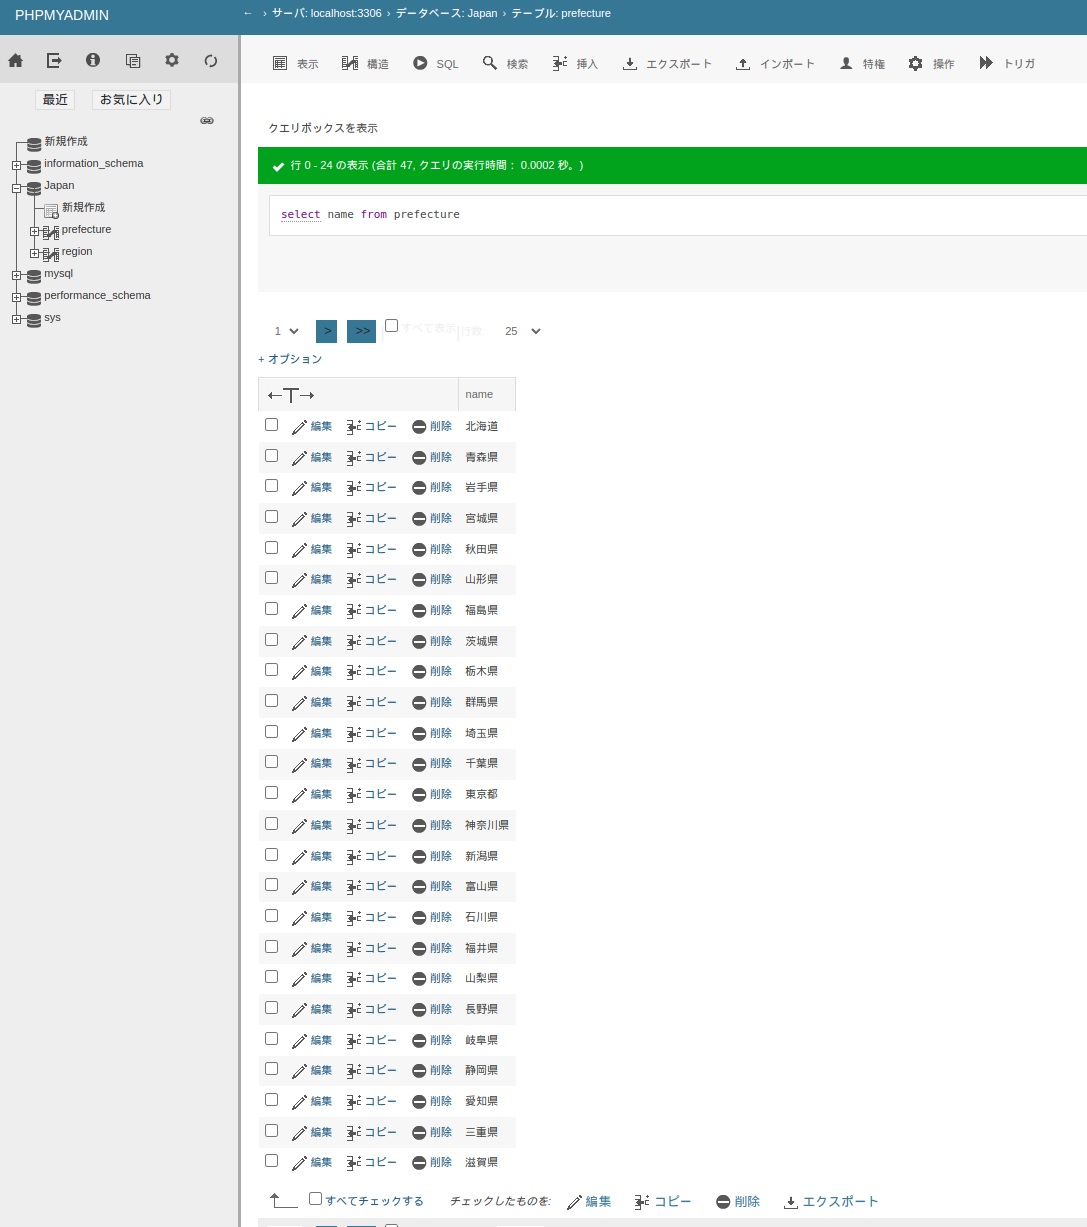 PHPMYADMIN
← › サーバ: localhost:3306 › データベース: Japan › テーブル: prefecture
表示 構造 SQL 検索 挿入 エクスポート インポート 特権 操作 トリガ
最近 お気に入り
新規作成
information_schema
Japan
新規作成
prefecture
region
mysql
performance_schema
sys
クエリボックスを表示
行 0 - 24 の表示 (合計 47, クエリの実行時間： 0.0002 秒。)
select name from prefecture
1 > >> | すべて表示 | 行数: 25
+ オプション
←T→ name
編集 コピー 削除 北海道
編集 コピー 削除 青森県
編集 コピー 削除 岩手県
編集 コピー 削除 宮城県
編集 コピー 削除 秋田県
編集 コピー 削除 山形県
編集 コピー 削除 福島県
編集 コピー 削除 茨城県
編集 コピー 削除 栃木県
編集 コピー 削除 群馬県
編集 コピー 削除 埼玉県
編集 コピー 削除 千葉県
編集 コピー 削除 東京都
編集 コピー 削除 神奈川県
編集 コピー 削除 新潟県
編集 コピー 削除 富山県
編集 コピー 削除 石川県
編集 コピー 削除 福井県
編集 コピー 削除 山梨県
編集 コピー 削除 長野県
編集 コピー 削除 岐阜県
編集 コピー 削除 静岡県
編集 コピー 削除 愛知県
編集 コピー 削除 三重県
編集 コピー 削除 滋賀県
すべてチェックする チェックしたものを: 編集 コピー 削除 エクスポート